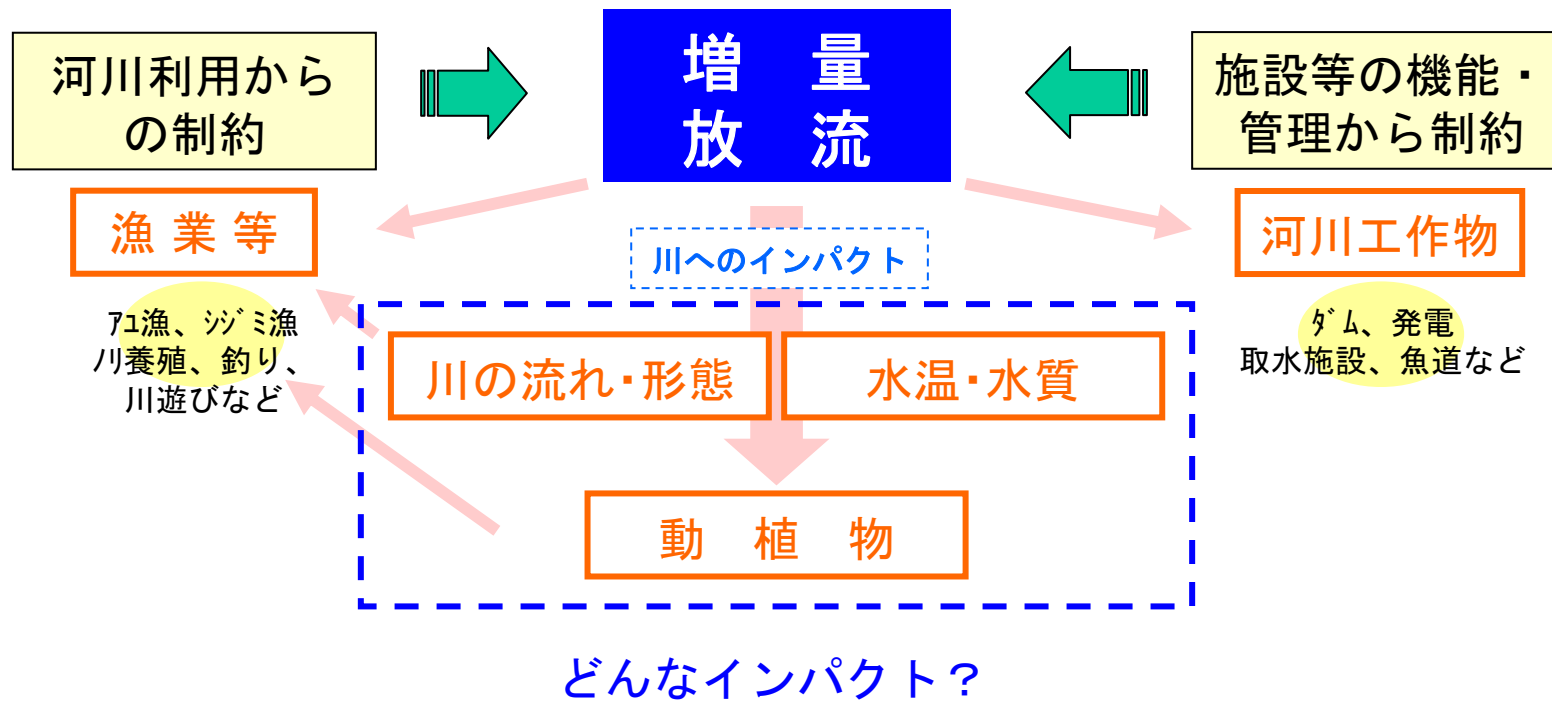 河川利用から
の制約
増　量
放　流
施設等の機能・
管理から制約
漁 業 等
川へのインパクト
河川工作物
ｱﾕ漁、ｼｼﾞﾐ漁
ﾉﾘ養殖、釣り、
川遊びなど
ﾀﾞﾑ、発電
取水施設、魚道など
川の流れ・形態
水温・水質
動　植　物
どんなインパクト？